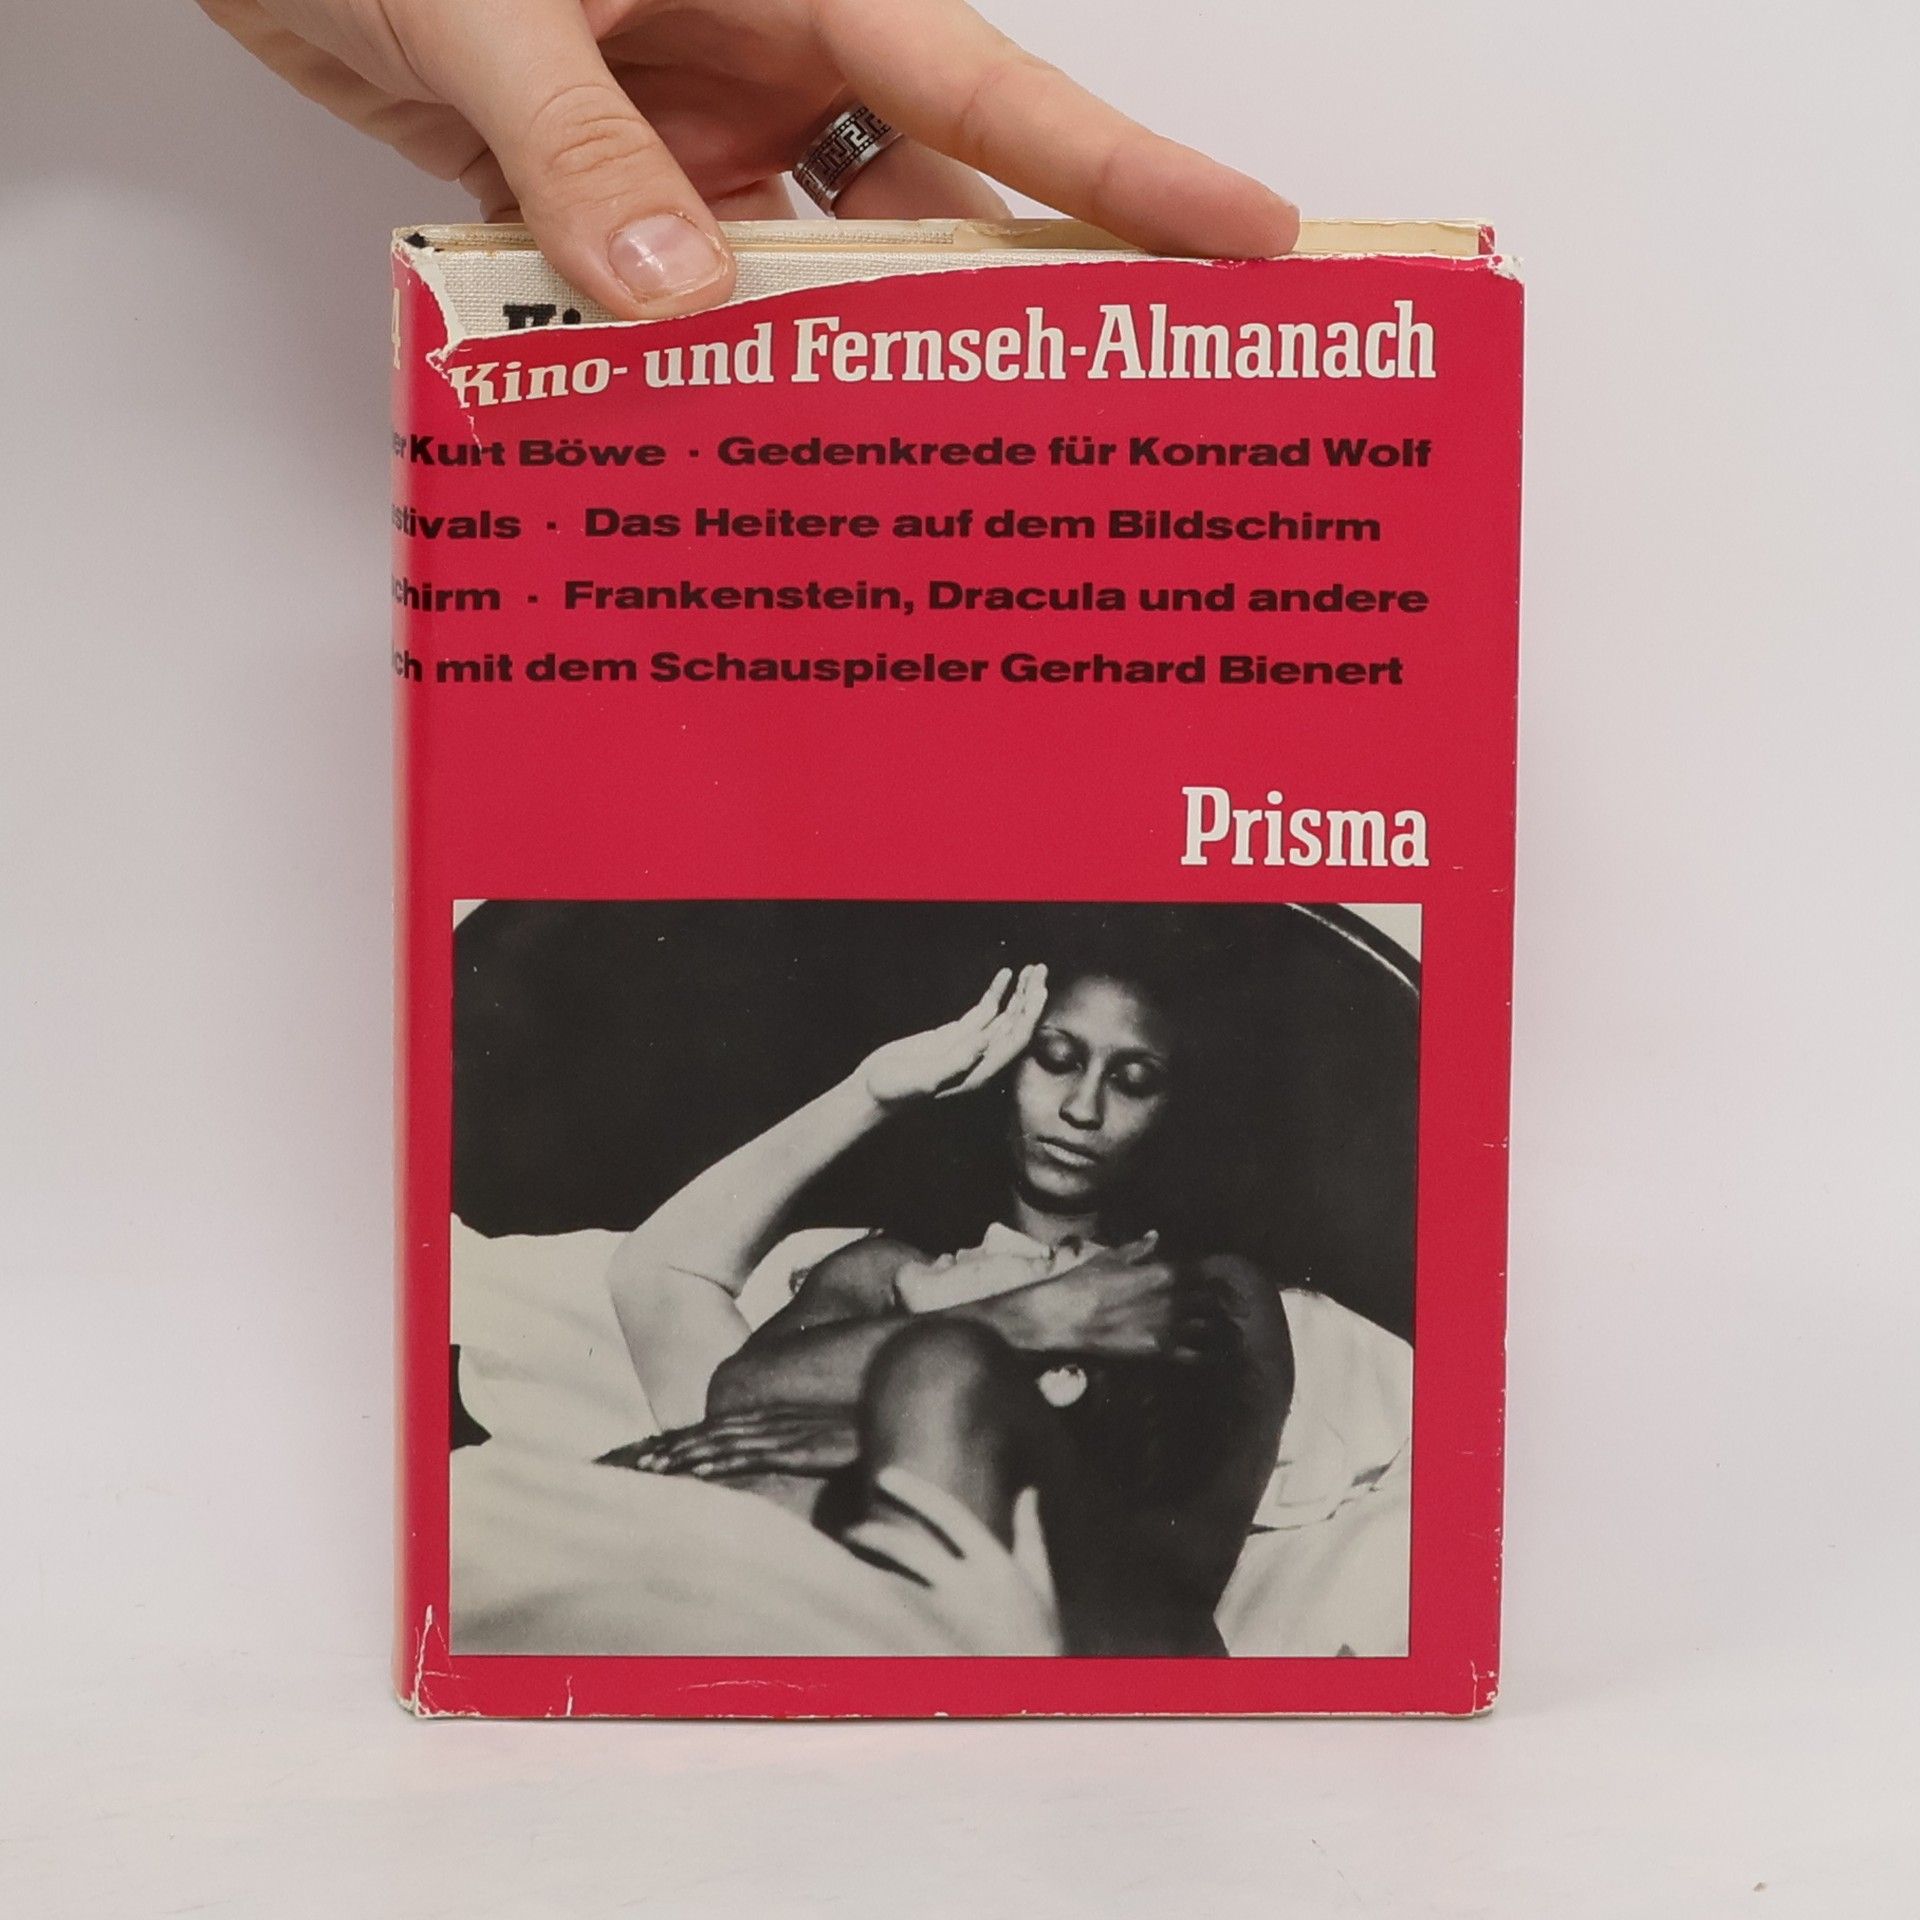 4
Kino- und Fernseh-Almanach
Kurt Böwe · Gedenkrede für Konrad Wolf
stivals · Das Heitere auf dem Bildschirm
chirm · Frankenstein, Dracula und andere
ch mit dem Schauspieler Gerhard Bienert
Prisma